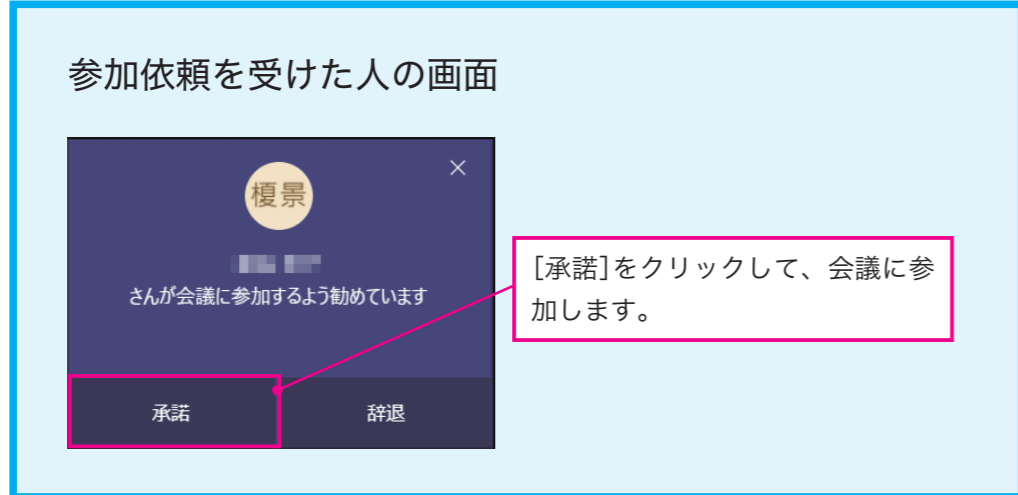 参加依頼を受けた人の画面
×
榎景
さんが会議に参加するよう勧めています
承諾
辞退
[承諾]をクリックして、会議に参
加します。